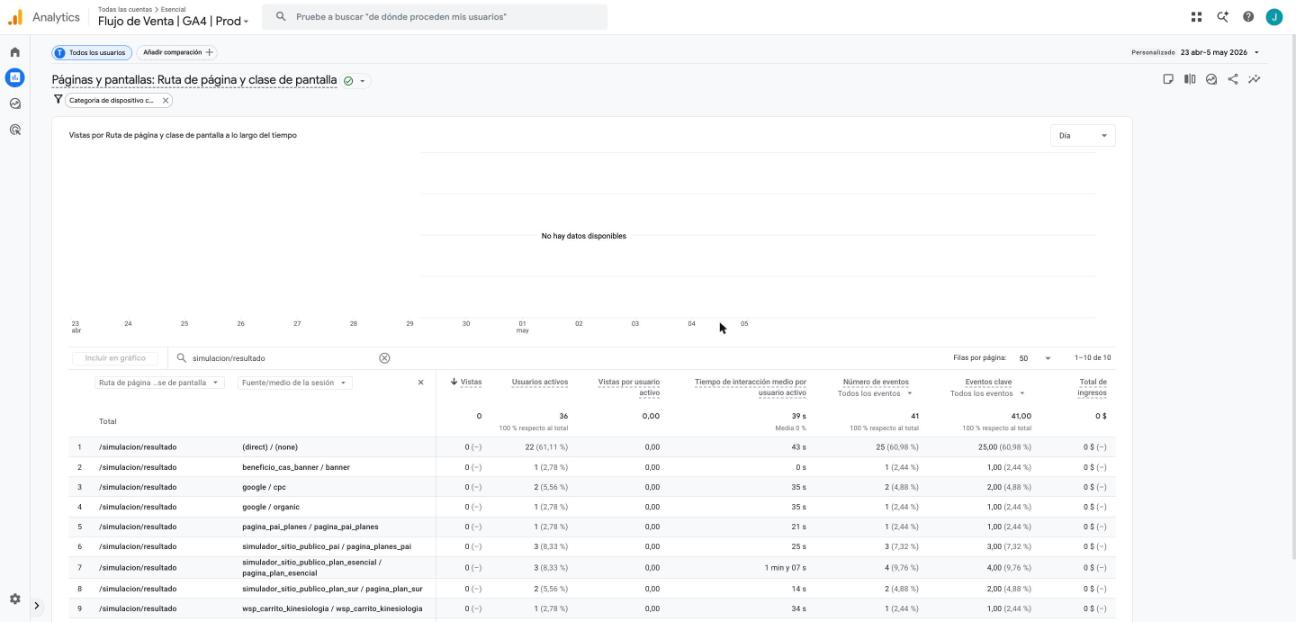 Analytics
Todas las cuentas > Esencial
Flujo de Venta | GA4 | Prod
Pruebe a buscar "de dónde proceden mis usuarios"
J
T Todos los usuarios
Añadir comparación +
Personalizado 23 abr-5 may 2026
Páginas y pantallas: Ruta de página y clase de pantalla
Categoría de dispositivo c...
Vistas por Ruta de página y clase de pantalla a lo largo del tiempo
Día
No hay datos disponibles
23 24 25 26 27 28 29 30 01 02 03 04 05
abr may
Incluir en gráfico
simulacion/resultado
Filas por página: 50
1–10 de 10
Ruta de página ...se de pantalla
Fuente/medio de la sesión
Vistas
Usuarios activos
Vistas por usuario activo
Tiempo de interacción medio por usuario activo
Número de eventos
Todos los eventos
Eventos clave
Todos los eventos
Total de ingresos
Total 0 36 0,00 39 s 41 41,00 0 $
100 % respecto al total Media 0 % 100 % respecto al total 100 % respecto al total
1 /simulacion/resultado (direct) / (none) 0 (–) 22 (61,11 %) 0,00 43 s 25 (60,98 %) 25,00 (60,98 %) 0 $ (–)
2 /simulacion/resultado beneficio_cas_banner / banner 0 (–) 1 (2,78 %) 0,00 0 s 1 (2,44 %) 1,00 (2,44 %) 0 $ (–)
3 /simulacion/resultado google / cpc 0 (–) 2 (5,56 %) 0,00 35 s 2 (4,88 %) 2,00 (4,88 %) 0 $ (–)
4 /simulacion/resultado google / organic 0 (–) 1 (2,78 %) 0,00 35 s 1 (2,44 %) 1,00 (2,44 %) 0 $ (–)
5 /simulacion/resultado pagina_pai_planes / pagina_pai_planes 0 (–) 1 (2,78 %) 0,00 21 s 1 (2,44 %) 1,00 (2,44 %) 0 $ (–)
6 /simulacion/resultado simulador_sitio_publico_pai / pagina_planes_pai 0 (–) 3 (8,33 %) 0,00 25 s 3 (7,32 %) 3,00 (7,32 %) 0 $ (–)
7 /simulacion/resultado simulador_sitio_publico_plan_esencial / pagina_plan_esencial 0 (–) 3 (8,33 %) 0,00 1 min y 07 s 4 (9,76 %) 4,00 (9,76 %) 0 $ (–)
8 /simulacion/resultado simulador_sitio_publico_plan_sur / pagina_plan_sur 0 (–) 2 (5,56 %) 0,00 14 s 2 (4,88 %) 2,00 (4,88 %) 0 $ (–)
9 /simulacion/resultado wsp_carrito_kinesiologia / wsp_carrito_kinesiologia 0 (–) 1 (2,78 %) 0,00 34 s 1 (2,44 %) 1,00 (2,44 %) 0 $ (–)